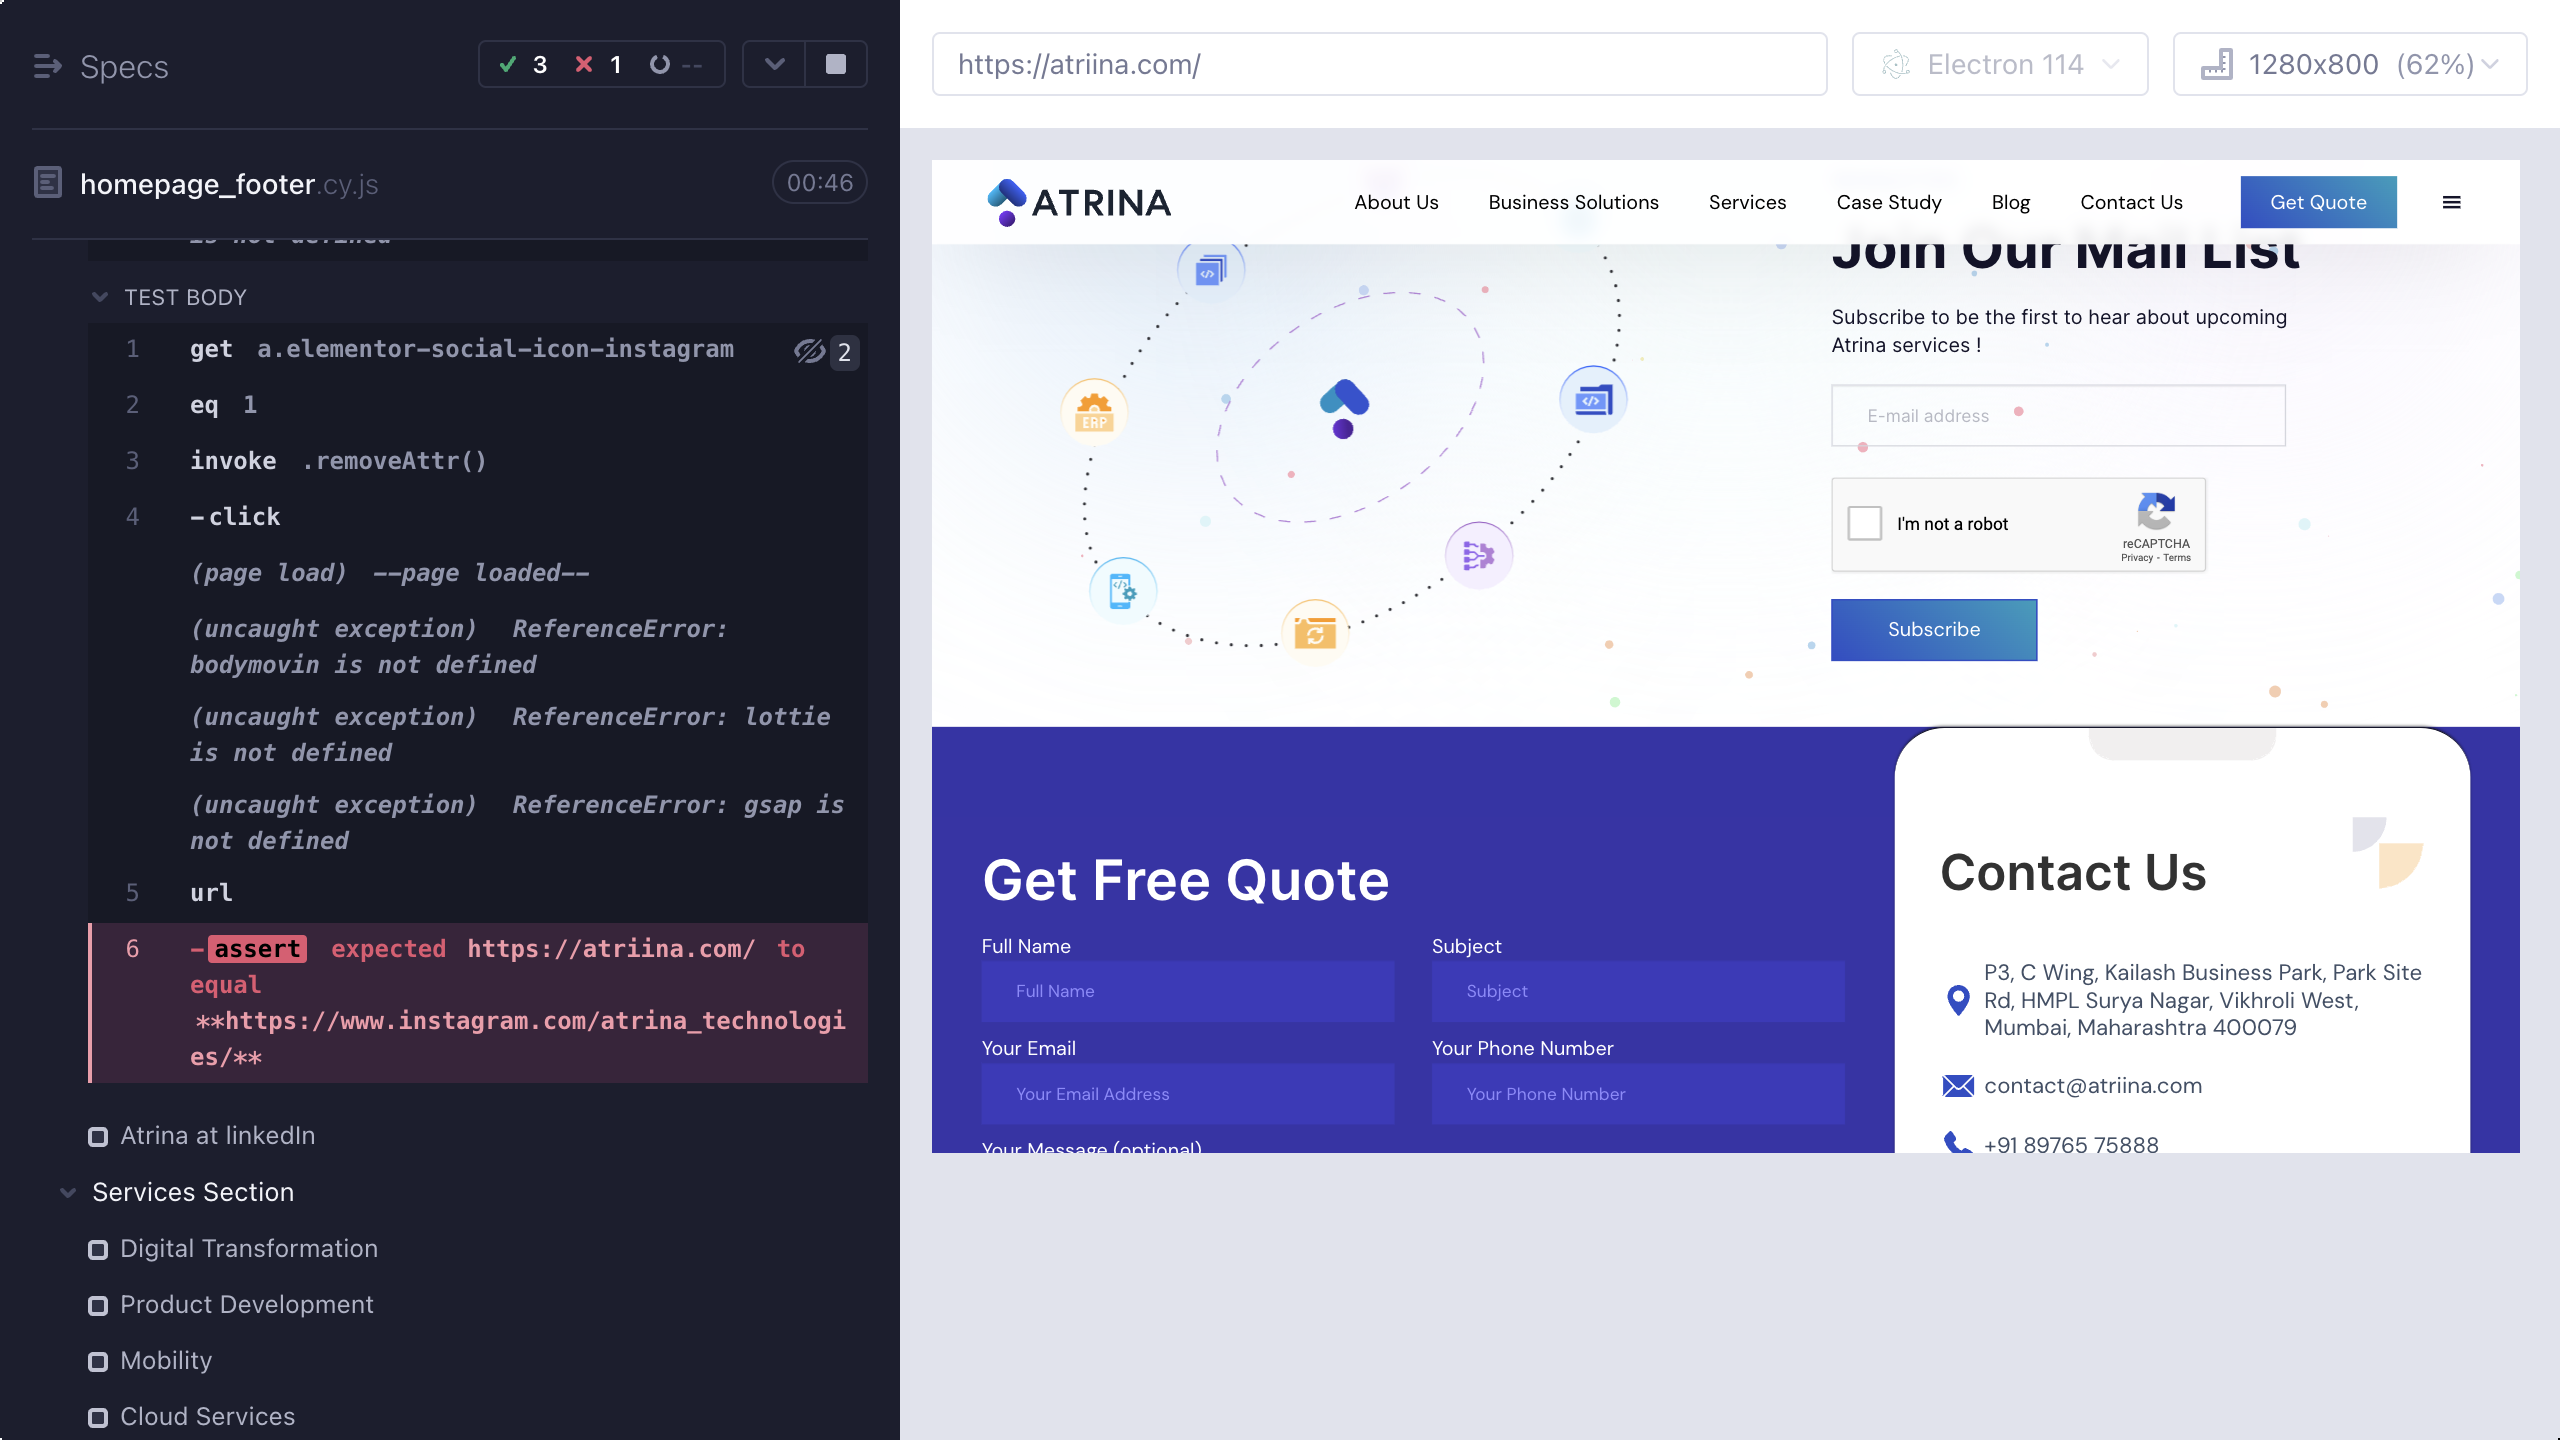 Specs
3 1 --
homepage_footer.cy.js 00:46
is not defined
TEST BODY
1 get a.elementor-social-icon-instagram 2
2 eq 1
3 invoke .removeAttr()
4 -click
(page load) --page loaded--
(uncaught exception) ReferenceError:
bodymovin is not defined
(uncaught exception) ReferenceError: lottie
is not defined
(uncaught exception) ReferenceError: gsap is
not defined
5 url
6 -assert expected https://atriina.com/ to
equal
**https://www.instagram.com/atrina_technologi
es/**
Atrina at linkedIn
Services Section
Digital Transformation
Product Development
Mobility
Cloud Services
https://atriina.com/
Electron 114
1280x800 (62%)
ATRINA
About Us Business Solutions Services Case Study Blog Contact Us Get Quote
Join Our Mail List
Subscribe to be the first to hear about upcoming
Atrina services !
E-mail address
I'm not a robot
reCAPTCHA
Privacy - Terms
Subscribe
ERP
Get Free Quote
Full Name Subject
Full Name Subject
Your Email Your Phone Number
Your Email Address Your Phone Number
Your Message (optional)
Contact Us
P3, C Wing, Kailash Business Park, Park Site
Rd, HMPL Surya Nagar, Vikhroli West,
Mumbai, Maharashtra 400079
contact@atriina.com
+91 89765 75888